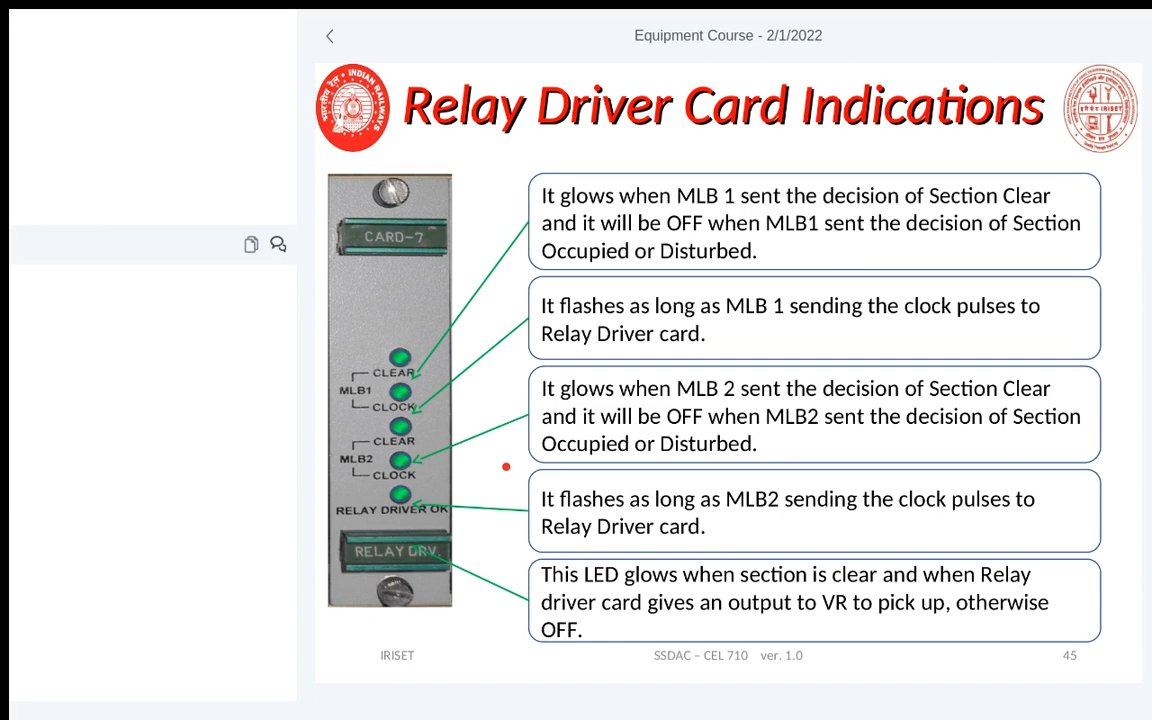 Equipment Course - 2/1/2022
INDIAN RAILWAYS
भारतीय रेल
Relay Driver Card Indications
IRISET
CARD-7
CLEAR
MLB1
CLOCK
CLEAR
MLB2
CLOCK
RELAY DRIVER OK
RELAY DRV.
It glows when MLB 1 sent the decision of Section Clear
and it will be OFF when MLB1 sent the decision of Section
Occupied or Disturbed.
It flashes as long as MLB 1 sending the clock pulses to
Relay Driver card.
It glows when MLB 2 sent the decision of Section Clear
and it will be OFF when MLB2 sent the decision of Section
Occupied or Disturbed.
It flashes as long as MLB2 sending the clock pulses to
Relay Driver card.
This LED glows when section is clear and when Relay
driver card gives an output to VR to pick up, otherwise
OFF.
IRISET
SSDAC – CEL 710 ver. 1.0
45